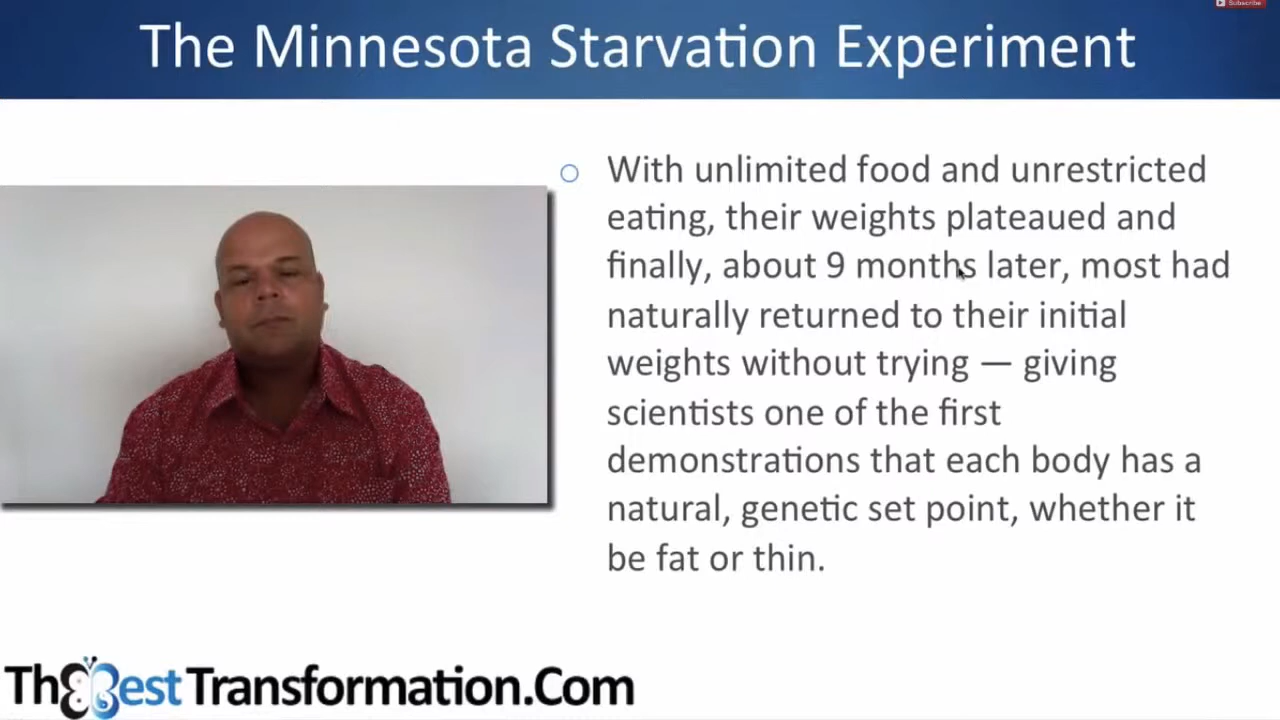 Subscribe
The Minnesota Starvation Experiment
With unlimited food and unrestricted
eating, their weights plateaued and
finally, about 9 months later, most had
naturally returned to their initial
weights without trying — giving
scientists one of the first
demonstrations that each body has a
natural, genetic set point, whether it
be fat or thin.
TheBestTransformation.Com